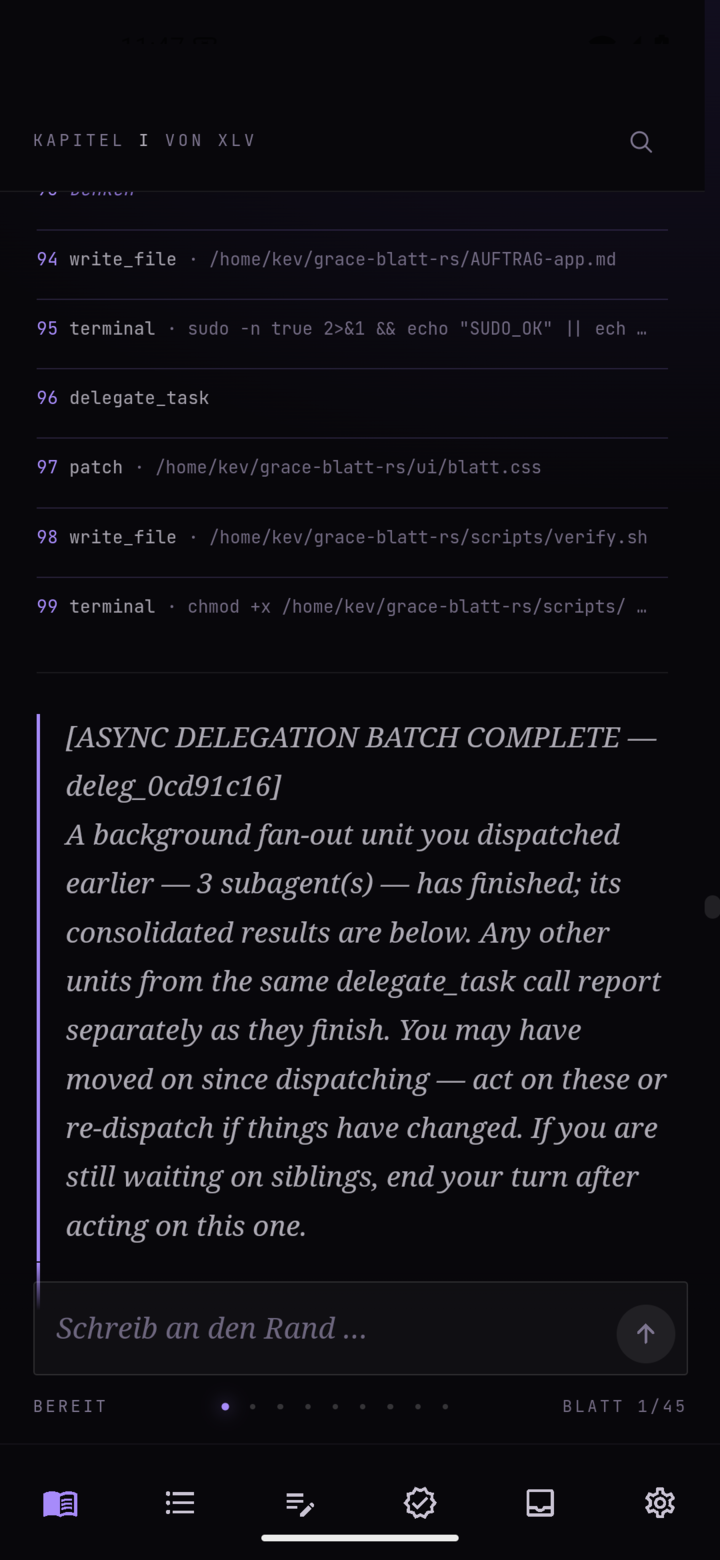 KAPITEL I VON XLV
94 write_file · /home/kev/grace-blatt-rs/AUFTRAG-app.md
95 terminal · sudo -n true 2>&1 && echo "SUDO_OK" || ech …
96 delegate_task
97 patch · /home/kev/grace-blatt-rs/ui/blatt.css
98 write_file · /home/kev/grace-blatt-rs/scripts/verify.sh
99 terminal · chmod +x /home/kev/grace-blatt-rs/scripts/ …
[ASYNC DELEGATION BATCH COMPLETE —
deleg_0cd91c16]
A background fan-out unit you dispatched
earlier — 3 subagent(s) — has finished; its
consolidated results are below. Any other
units from the same delegate_task call report
separately as they finish. You may have
moved on since dispatching — act on these or
re-dispatch if things have changed. If you are
still waiting on siblings, end your turn after
acting on this one.
Schreib an den Rand …
BEREIT
BLATT 1/45